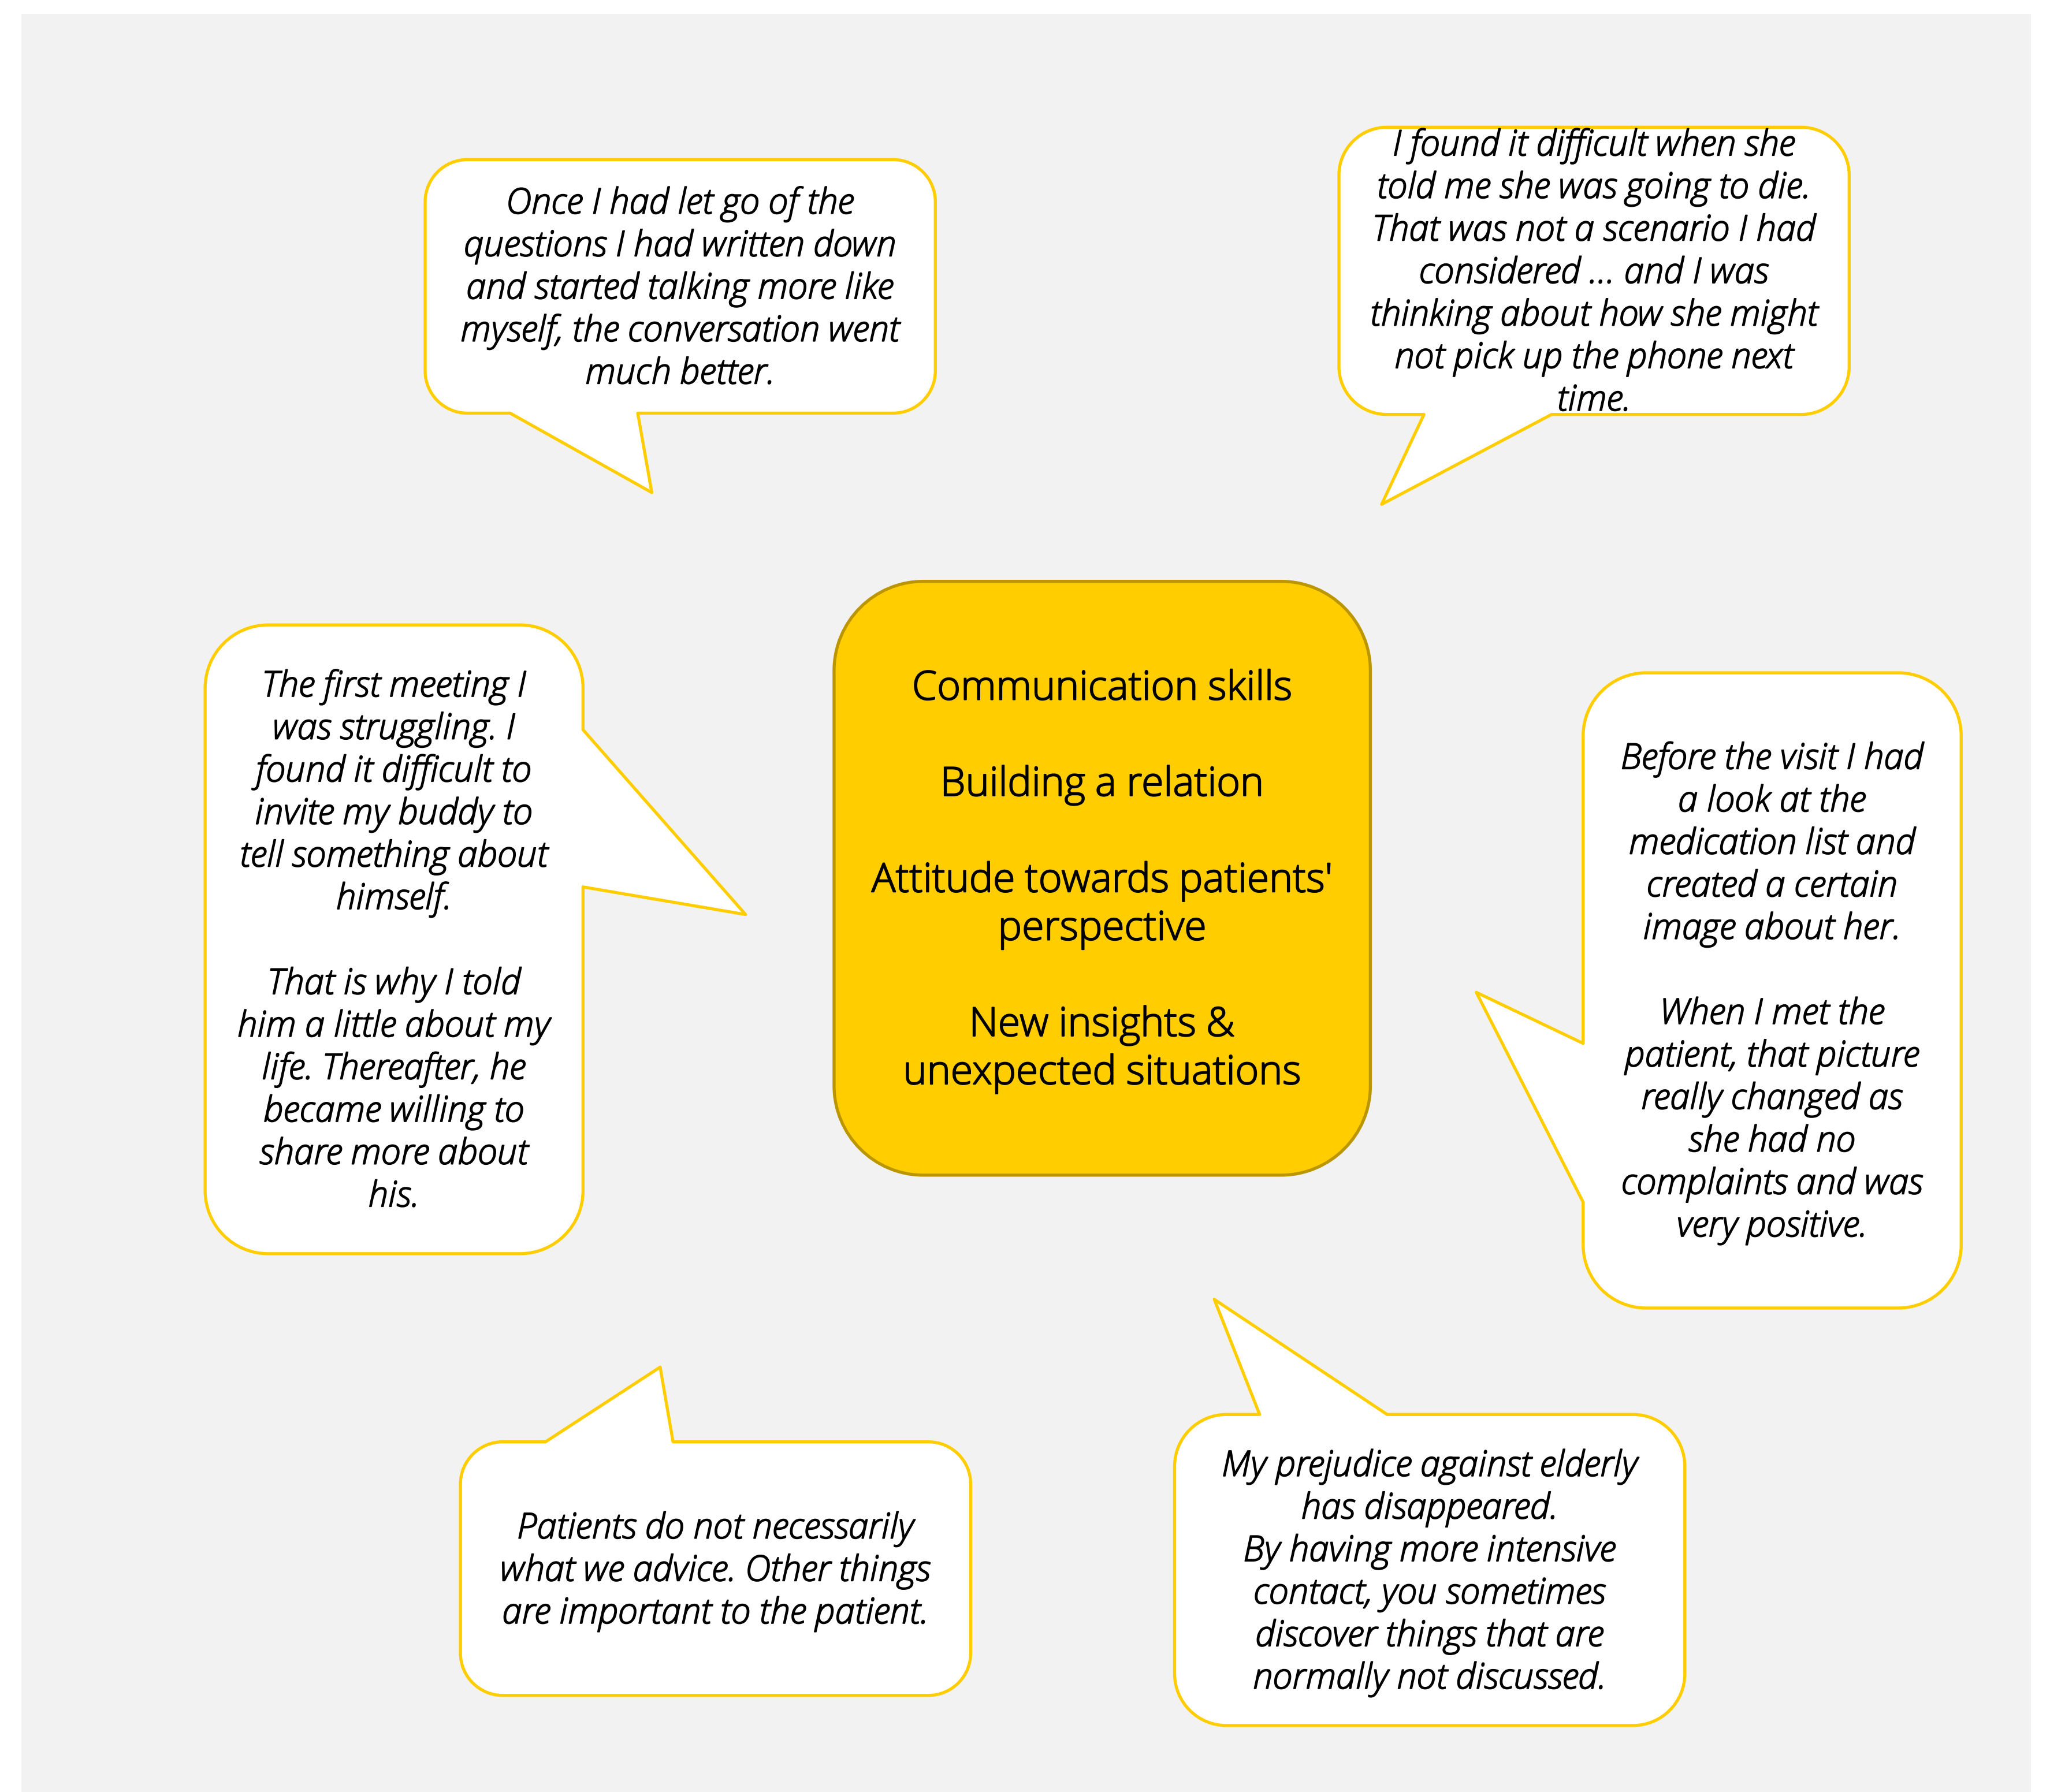 Once I had let go of the
questions I had written down
and started talking more like
myself, the conversation went
much better.
I found it difficult when she
told me she was going to die.
That was not a scenario I had
considered ... and I was
thinking about how she might
not pick up the phone next
time.
The first meeting I
was struggling. I
found it difficult to
invite my buddy to
tell something about
himself.
That is why I told
him a little about my
life. Thereafter, he
became willing to
share more about
his.
Communication skills
Building a relation
Attitude towards patients'
perspective
New insights &
unexpected situations
Before the visit I had
a look at the
medication list and
created a certain
image about her.
When I met the
patient, that picture
really changed as
she had no
complaints and was
very positive.
Patients do not necessarily
what we advice. Other things
are important to the patient.
My prejudice against elderly
has disappeared.
By having more intensive
contact, you sometimes
discover things that are
normally not discussed.